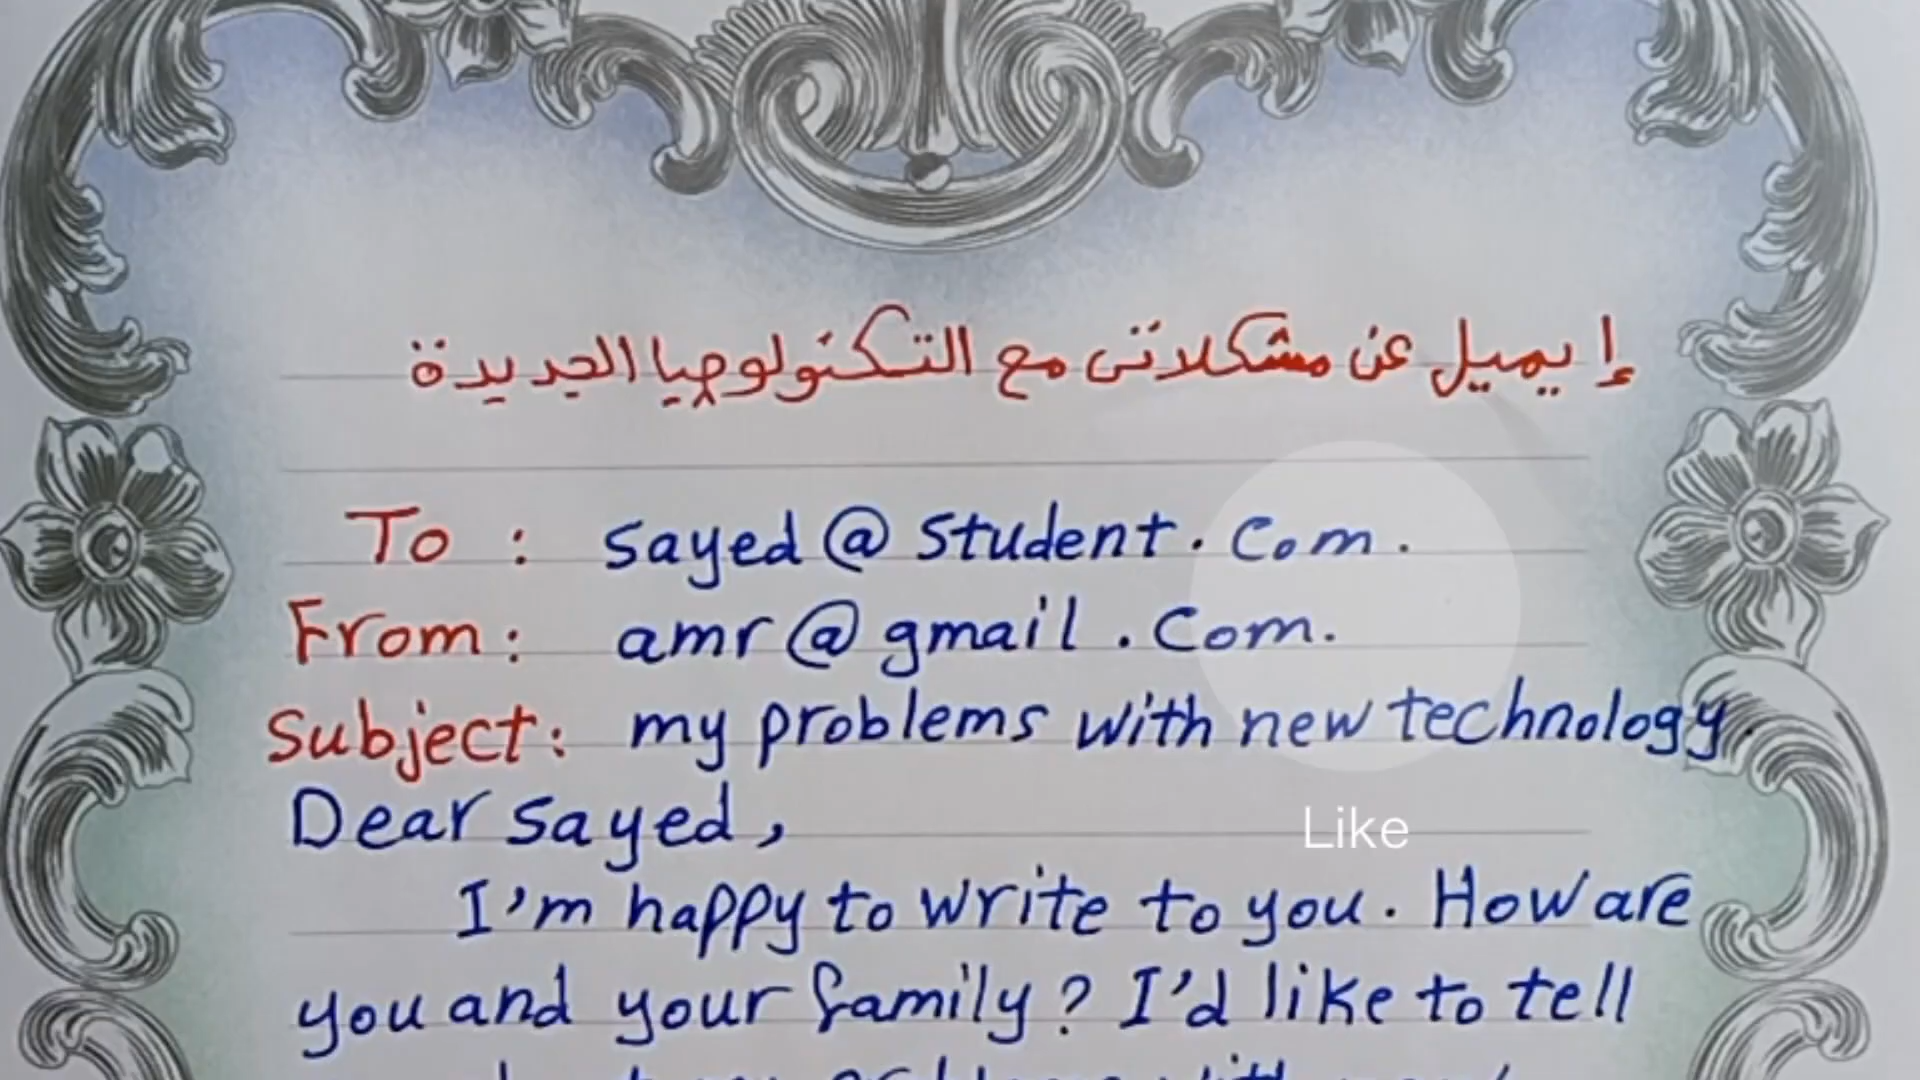 إيميل عن مشكلاتى مع التكنولوجيا الجديدة
To : sayed@student.com.
From: amr@gmail.com.
Subject: my problems with new technology.
Dear Sayed,
Like
I'm happy to write to you. How are
you and your family? I'd like to tell